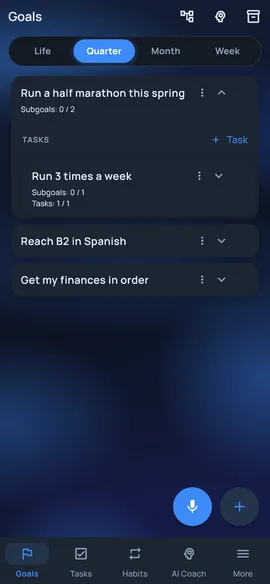 Goals
Life
Quarter
Month
Week
Run a half marathon this spring
Subgoals: 0 / 2
TASKS
+ Task
Run 3 times a week
Subgoals: 0 / 1
Tasks: 1 / 1
Reach B2 in Spanish
Get my finances in order
Goals
Tasks
Habits
AI Coach
More